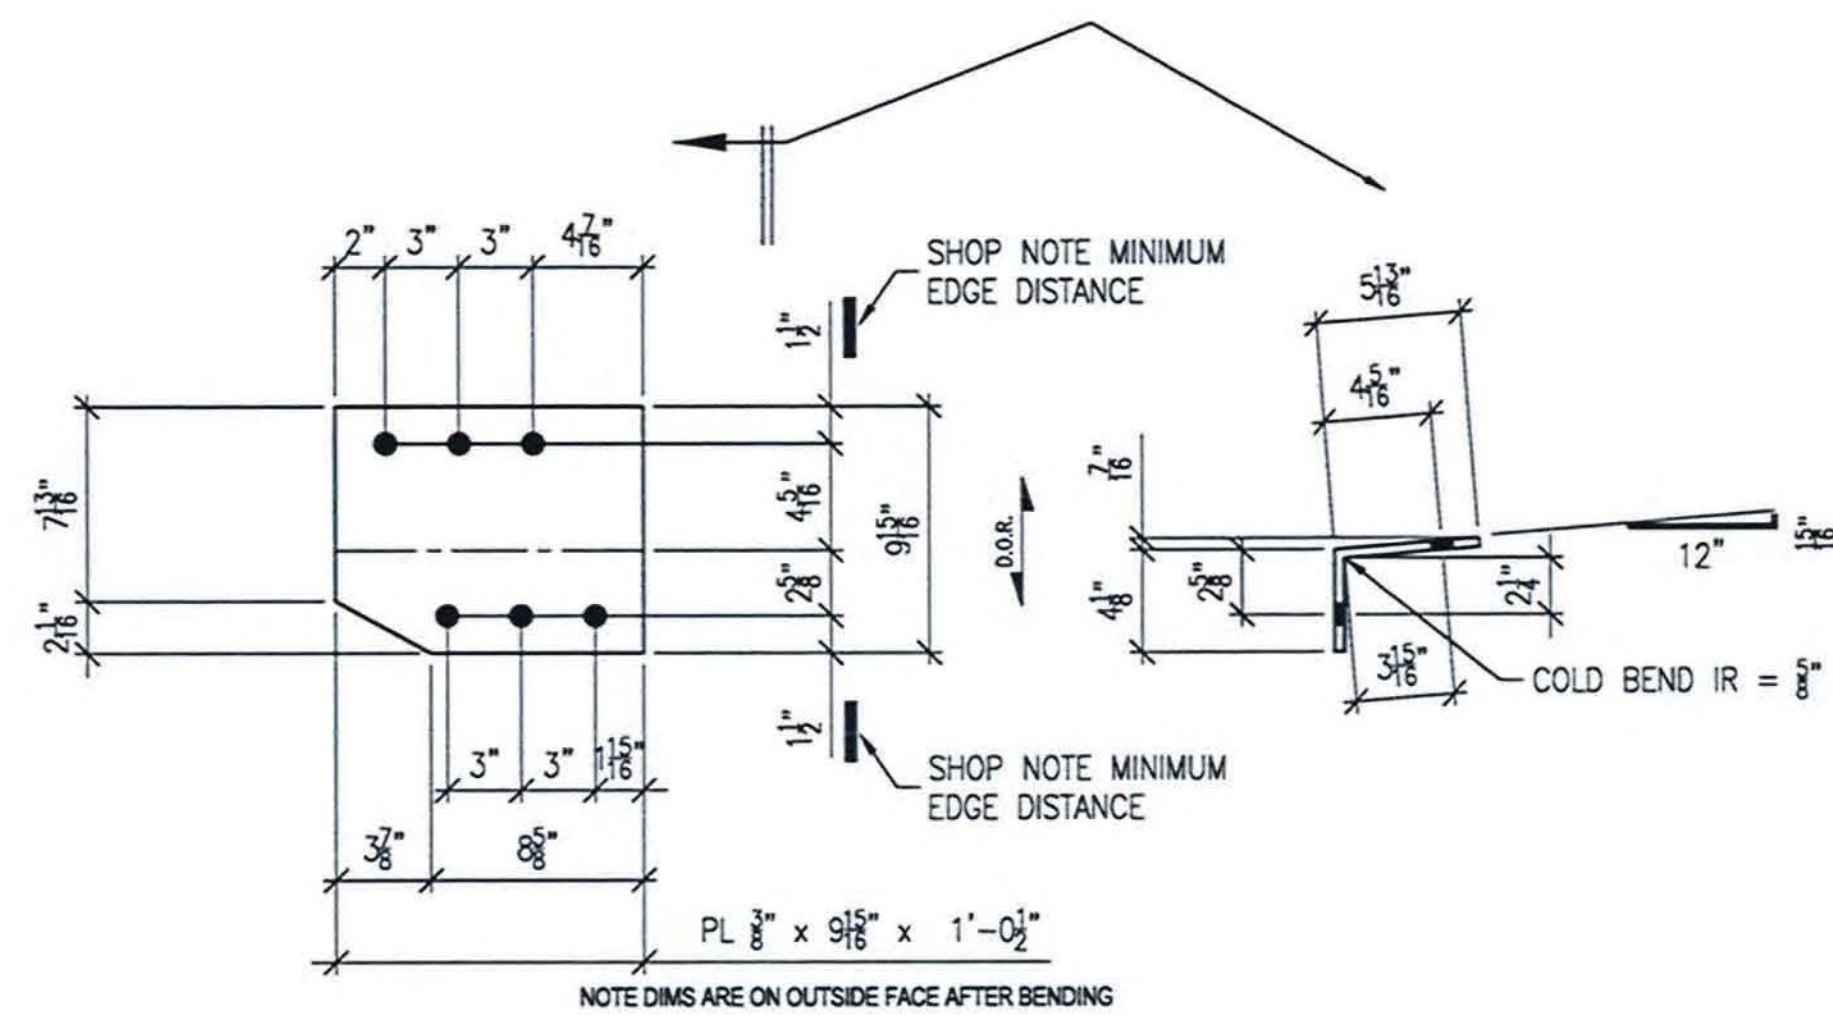 2" 3" 3" 4 7/16"
SHOP NOTE MINIMUM
EDGE DISTANCE
1 1/2"
5 13/16"
4 5/16"
7 13/16"
2 1/16"
4 5/16"
2 5/8"
9 15/16"
D.O.R.
7/16"
4 1/8"
2 5/8"
2 1/4"
12"
15/16"
3 15/16"
COLD BEND IR = 5/8"
1 1/2"
SHOP NOTE MINIMUM
EDGE DISTANCE
3" 3" 1 15/16"
3 7/8" 8 5/8"
PL 3/8" x 9 15/16" x 1'-0 1/2"
NOTE DIMS ARE ON OUTSIDE FACE AFTER BENDING